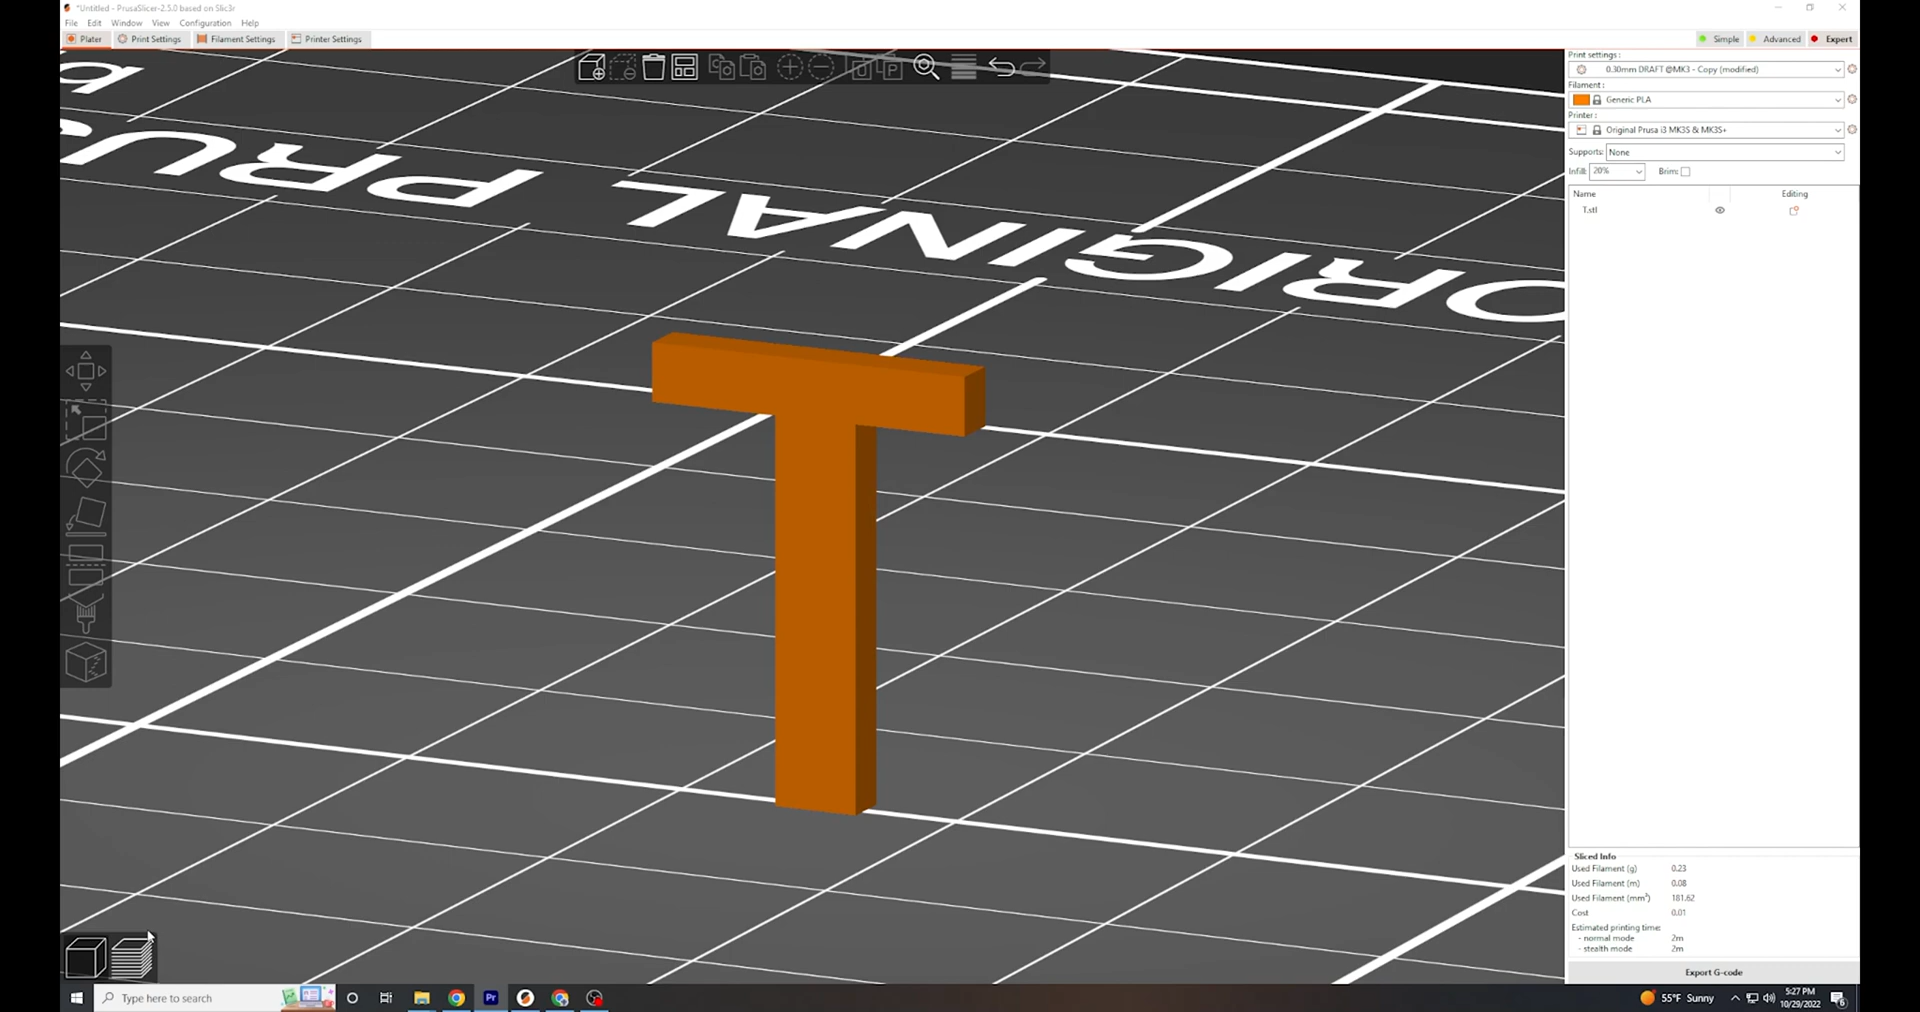 *Untitled - PrusaSlicer-2.5.0 based on Slic3r
File Edit Window View Configuration Help
Plater Print Settings Filament Settings Printer Settings
Simple Advanced Expert
Print settings :
0.30mm DRAFT @MK3 - Copy (modified)
Filament :
Generic PLA
Printer :
Original Prusa i3 MK3S & MK3S+
Supports: None
Infill: 20% Brim:
Name Editing
T.stl
ORIGINAL PRUS
Sliced Info
Used Filament (g) 0.23
Used Filament (m) 0.08
Used Filament (mm³) 181.62
Cost 0.01
Estimated printing time:
- normal mode 2m
- stealth mode 2m
Export G-code
Type here to search
Pr
55°F Sunny
5:27 PM
10/29/2022
6